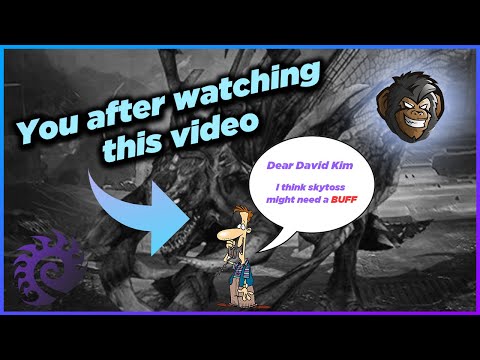 You after watching
this video
Dear David Kim
I think skytoss
might need a BUFF